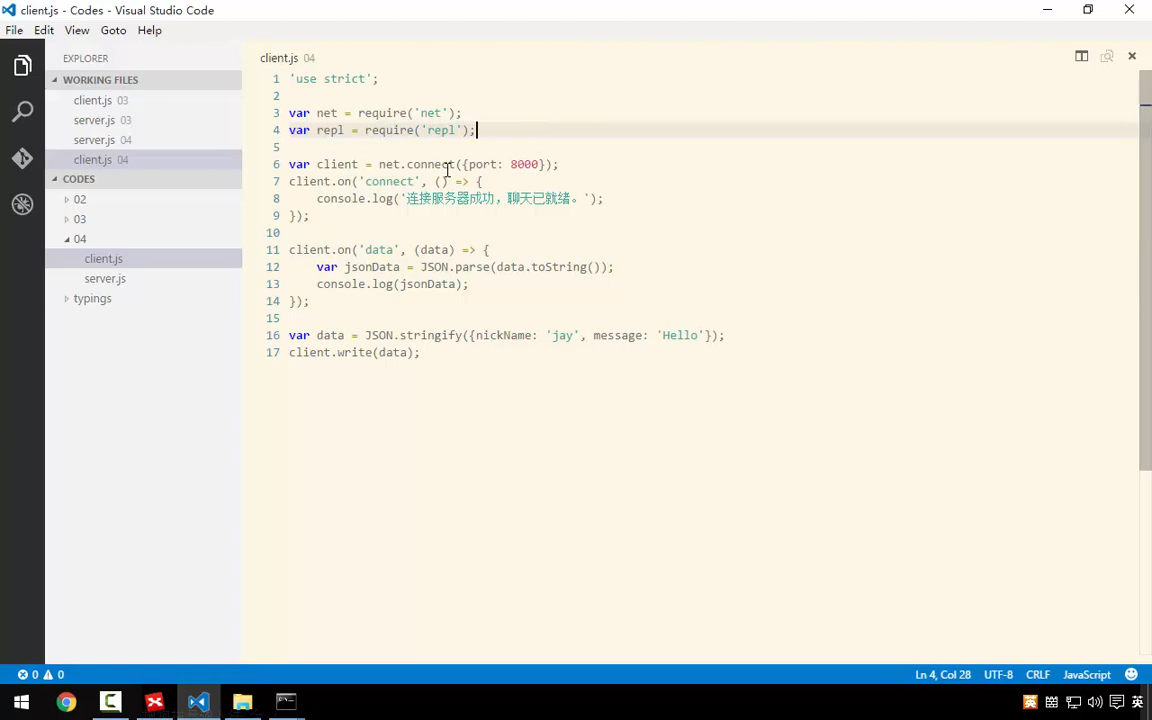 client.js - Codes - Visual Studio Code
File Edit View Goto Help
EXPLORER
WORKING FILES
client.js 03
server.js 03
server.js 04
client.js 04
CODES
02
03
04
client.js
server.js
typings
client.js 04
1 'use strict';
2
3 var net = require('net');
4 var repl = require('repl');
5
6 var client = net.connect({port: 8000});
7 client.on('connect', () => {
8 console.log('连接服务器成功，聊天已就绪。');
9 });
10
11 client.on('data', (data) => {
12 var jsonData = JSON.parse(data.toString());
13 console.log(jsonData);
14 });
15
16 var data = JSON.stringify({nickName: 'jay', message: 'Hello'});
17 client.write(data);
0 0
Ln 4, Col 28 UTF-8 CRLF JavaScript
英 英